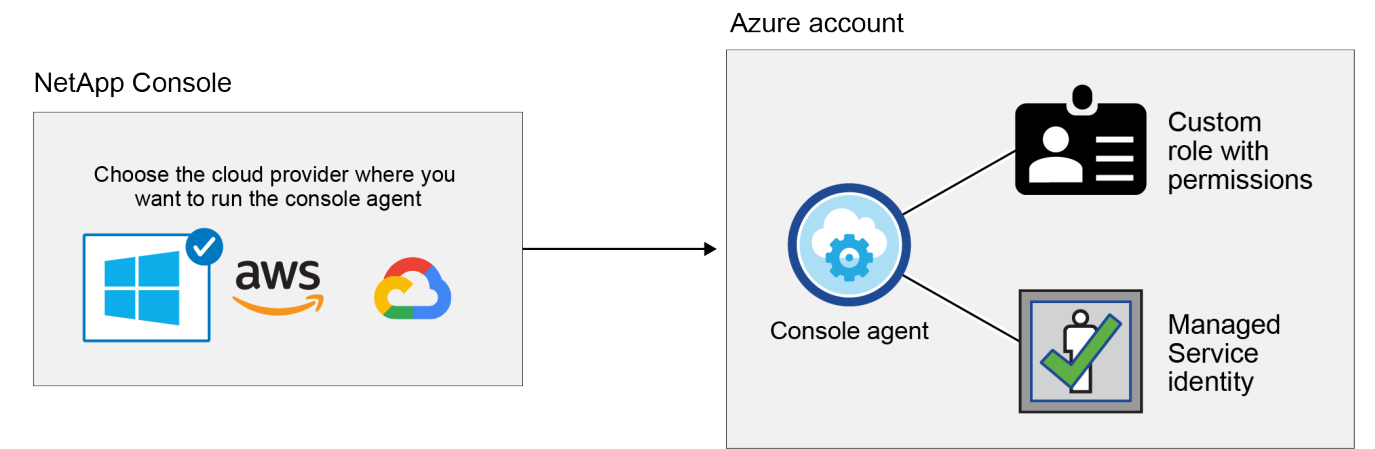 Azure account
NetApp Console
Choose the cloud provider where you
want to run the console agent
aws
Console agent
Custom
role with
permissions
Managed
Service
identity